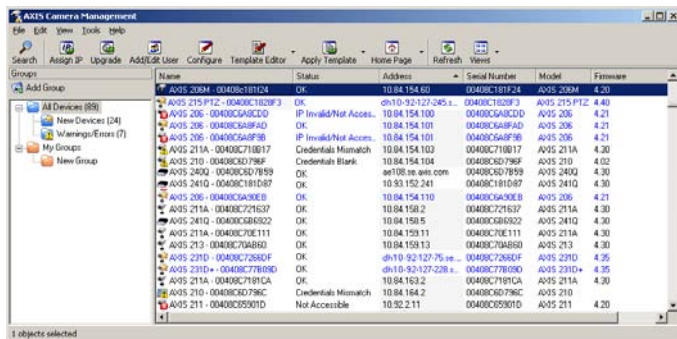 AXIS Camera Management
File Edit View Tools Help
Search Assign IP Upgrade Add/Edit User Configure Template Editor Apply Template Home Page Refresh Views
Groups
Add Group
All Devices (89)
New Devices (24)
Warnings/Errors (7)
My Groups
New Group
Name Status Address Serial Number Model Firmware
AXIS 206M - 00408c181f24 OK 10.84.154.60 00408C181F24 AXIS 206M 4.20
AXIS 215 PTZ - 00408C1828F3 OK dh10-92-127-245.s... 00408C1828F3 AXIS 215 PTZ 4.40
AXIS 206 - 00408C6A8CDD IP Invalid/Not Acces... 10.84.154.100 00408C6A8CDD AXIS 206 4.21
AXIS 206 - 00408C6A8FAD OK 10.84.154.101 00408C6A8FAD AXIS 206 4.21
AXIS 206 - 00408C6A8F9B IP Invalid/Not Acces... 10.84.154.101 00408C6A8F9B AXIS 206 4.21
AXIS 211A - 00408C718B17 Credentials Mismatch 10.84.154.103 00408C718B17 AXIS 211A 4.30
AXIS 210 - 00408C6D796F Credentials Blank 10.84.154.104 00408C6D796F AXIS 210 4.02
AXIS 240Q - 00408C6D7B59 OK ae108.se.axis.com 00408C6D7B59 AXIS 240Q 4.30
AXIS 241Q - 00408C181D87 OK 10.93.152.241 00408C181D87 AXIS 241Q 4.30
AXIS 206 - 00408C6A90EB OK 10.84.154.110 00408C6A90EB AXIS 206 4.21
AXIS 211A - 00408C721637 OK 10.84.158.2 00408C721637 AXIS 211A 4.30
AXIS 241Q - 00408C6B6922 OK 10.84.158.5 00408C6B6922 AXIS 241Q 4.30
AXIS 211A - 00408C70E111 OK 10.84.159.11 00408C70E111 AXIS 211A 4.30
AXIS 213 - 00408C70AB60 OK 10.84.159.13 00408C70AB60 AXIS 213 4.30
AXIS 231D - 00408C7266DF OK dh10-92-127-75.se... 00408C7266DF AXIS 231D 4.35
AXIS 231D+ - 00408C77B09D OK dh10-92-127-228.s... 00408C77B09D AXIS 231D+ 4.35
AXIS 211A - 00408C7181CA OK 10.84.163.2 00408C7181CA AXIS 211A 4.30
AXIS 210 - 00408C6D796C Credentials Mismatch 10.84.164.2 00408C6D796C AXIS 210
AXIS 211 - 00408C65901D Not Accessible 10.92.2.11 00408C65901D AXIS 211 4.20
1 objects selected